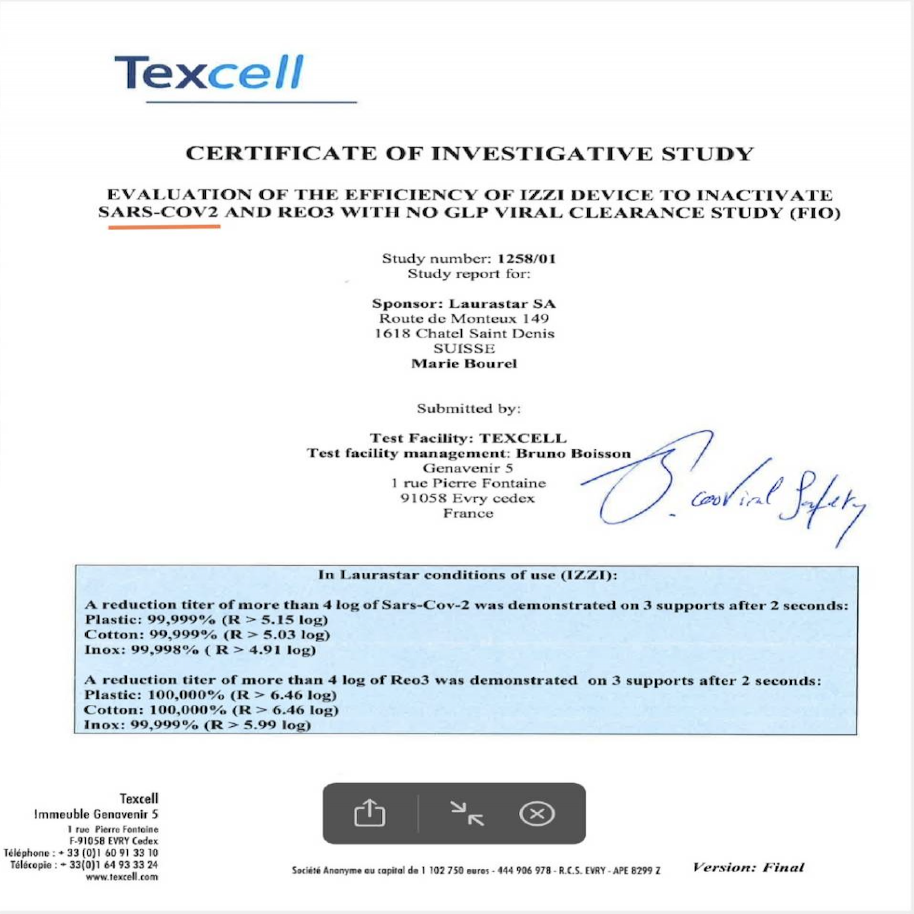 Texcell
CERTIFICATE OF INVESTIGATIVE STUDY
EVALUATION OF THE EFFICIENCY OF IZZI DEVICE TO INACTIVATE
SARS-COV2 AND REO3 WITH NO GLP VIRAL CLEARANCE STUDY (FIO)
Study number: 1258/01
Study report for:
Sponsor: Laurastar SA
Route de Monteux 149
1618 Chatel Saint Denis
SUISSE
Marie Bourel
Submitted by:
Test Facility: TEXCELL
Test facility management: Bruno Boisson
Genavenir 5
1 rue Pierre Fontaine
91058 Evry cedex
France
Viral Safety
In Laurastar conditions of use (IZZI):
A reduction titer of more than 4 log of Sars-Cov-2 was demonstrated on 3 supports after 2 seconds:
Plastic: 99,999% (R > 5.15 log)
Cotton: 99,999% (R > 5.03 log)
Inox: 99,998% ( R > 4.91 log)
A reduction titer of more than 4 log of Reo3 was demonstrated on 3 supports after 2 seconds:
Plastic: 100,000% (R > 6.46 log)
Cotton: 100,000% (R > 6.46 log)
Inox: 99,999% (R > 5.99 log)
Texcell
Immeuble Genavenir 5
1 rue Pierre Fontaine
F-91058 EVRY Cedex
Téléphone : + 33 (0)1 60 91 33 10
Télécopie : + 33(0)1 64 93 33 24
www.texcell.com
Société Anonyme au capital de 1 102 750 euros - 444 906 978 - R.C.S. EVRY - APE 8299 Z
Version: Final